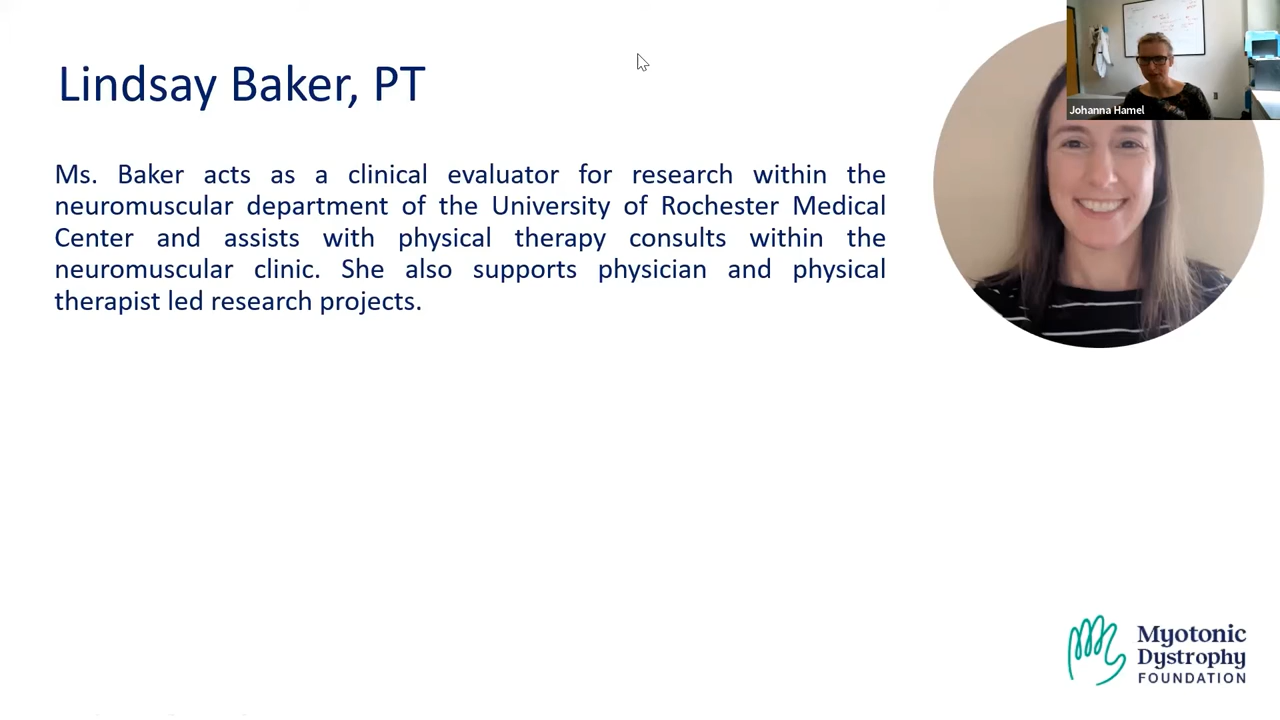 Lindsay Baker, PT
Johanna Hamel
Ms. Baker acts as a clinical evaluator for research within the
neuromuscular department of the University of Rochester Medical
Center and assists with physical therapy consults within the
neuromuscular clinic. She also supports physician and physical
therapist led research projects.
Myotonic
Dystrophy
FOUNDATION